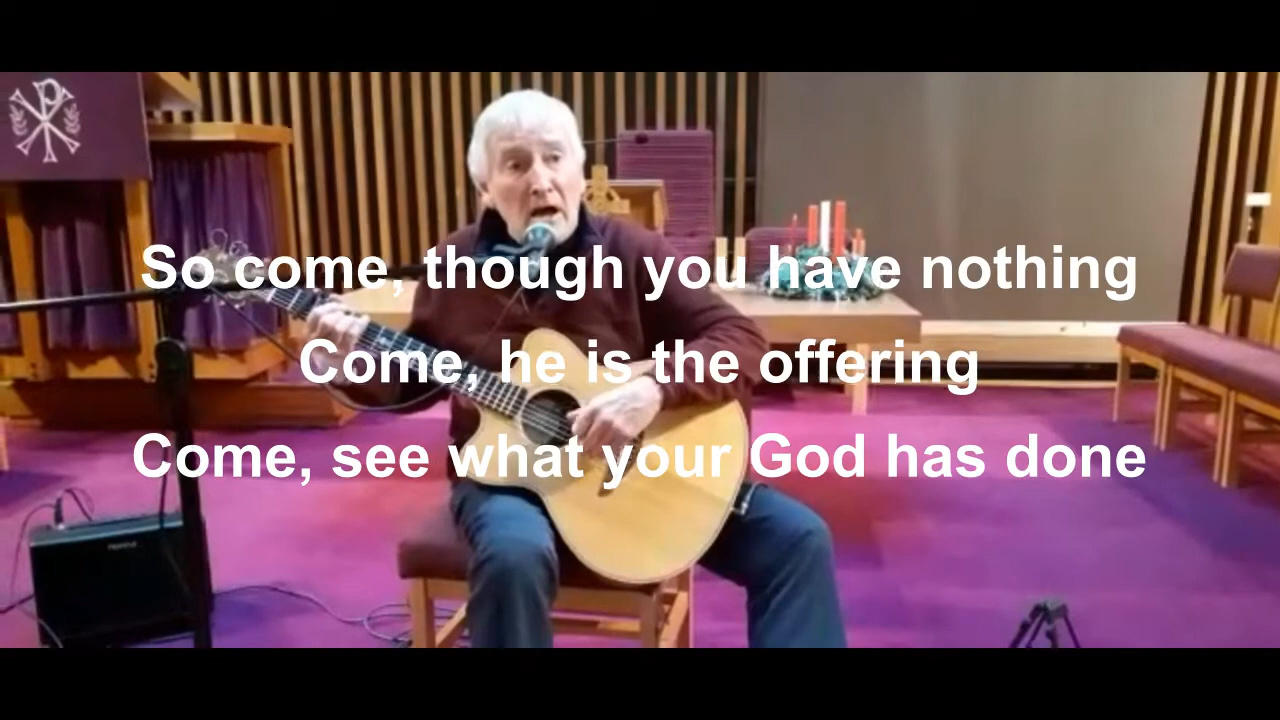 So come, though you have nothing
Come, he is the offering
Come, see what your God has done